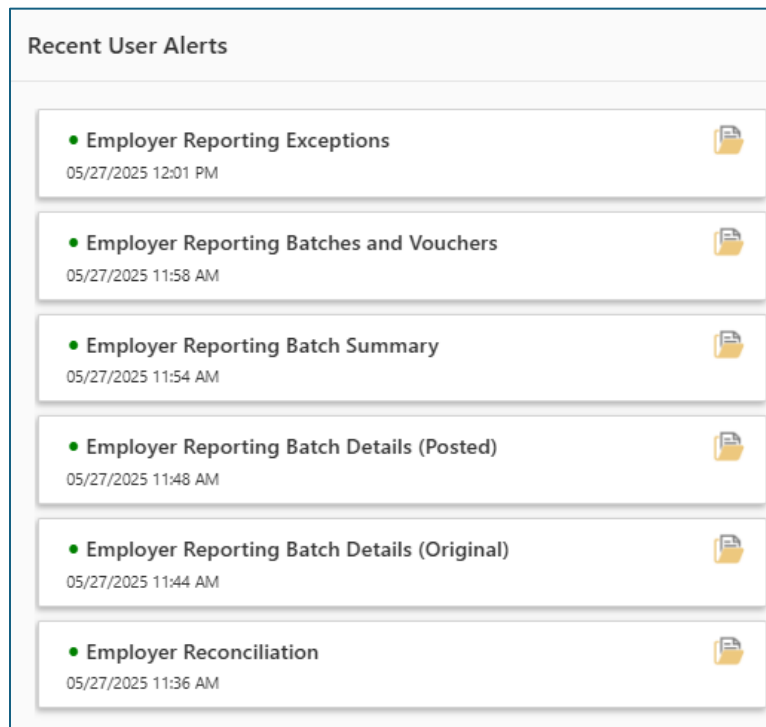 Recent User Alerts
Employer Reporting Exceptions
05/27/2025 12:01 PM
Employer Reporting Batches and Vouchers
05/27/2025 11:58 AM
Employer Reporting Batch Summary
05/27/2025 11:54 AM
Employer Reporting Batch Details (Posted)
05/27/2025 11:48 AM
Employer Reporting Batch Details (Original)
05/27/2025 11:44 AM
Employer Reconciliation
05/27/2025 11:36 AM